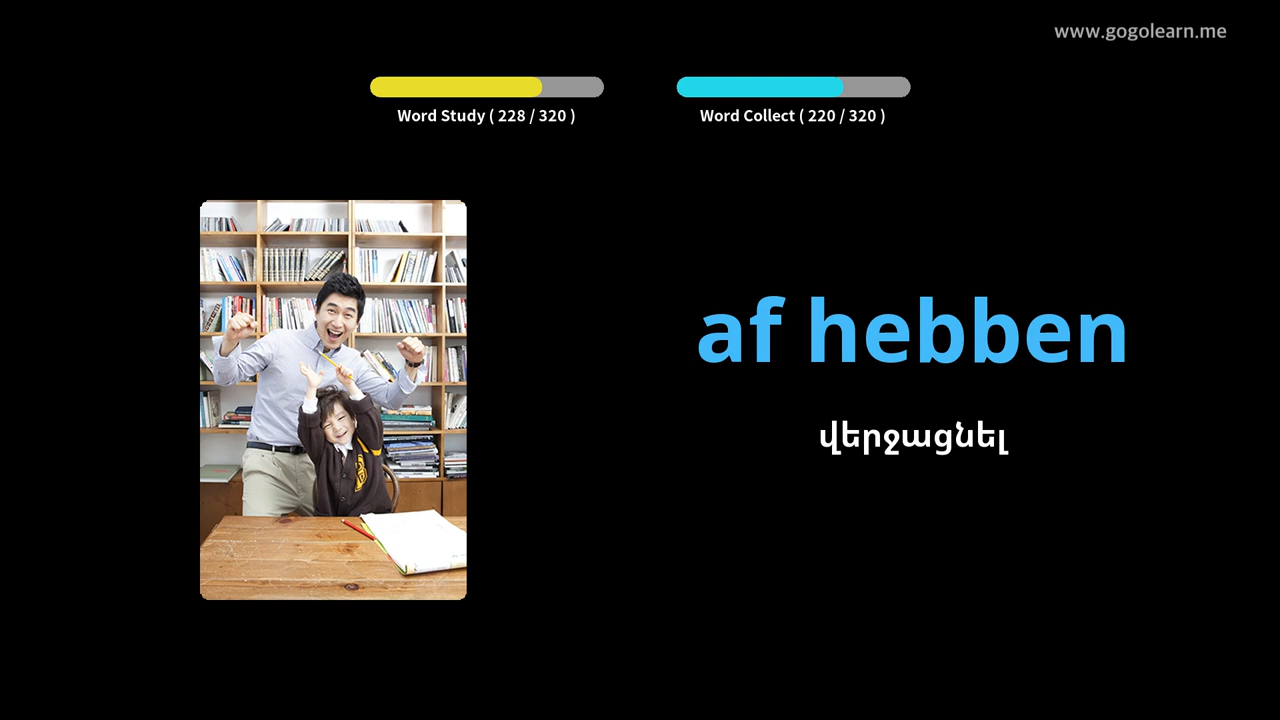 www.gogolearn.me
Word Study ( 228 / 320 )
Word Collect ( 220 / 320 )
af hebben
վերջացնել